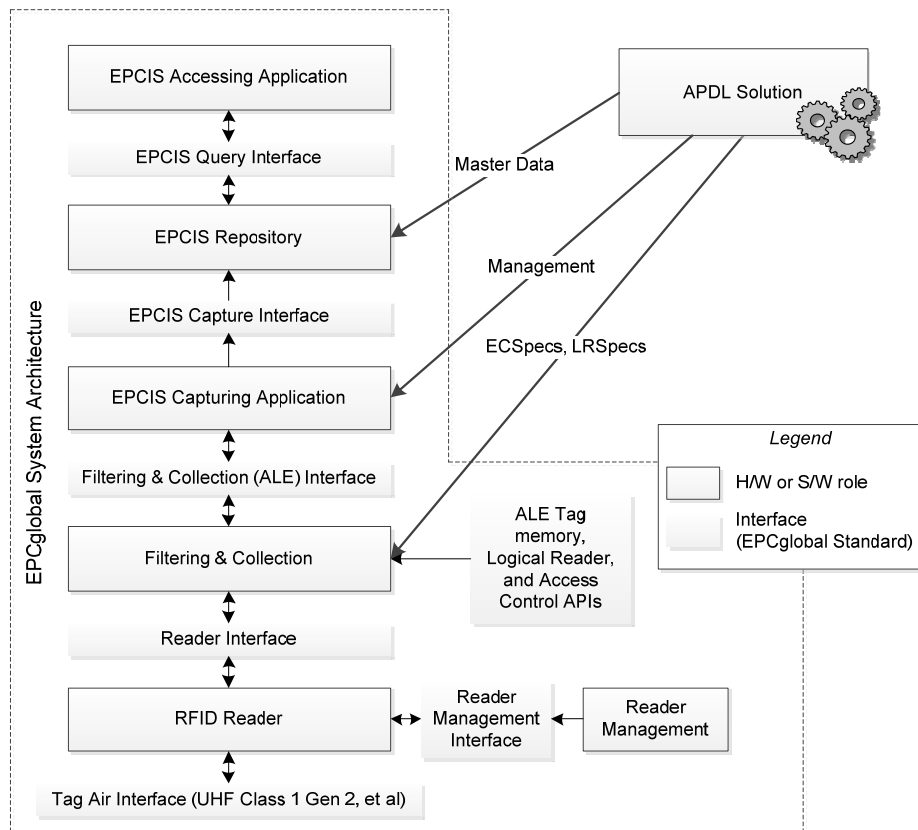 EPCIS Accessing Application
APDL Solution
EPCIS Query Interface
Master Data
EPCIS Repository
Management
EPCIS Capture Interface
ECSpecs, LRSpecs
EPCIS Capturing Application
Filtering & Collection (ALE) Interface
Filtering & Collection
ALE Tag
memory,
Logical Reader,
and Access
Control APIs
Reader Interface
RFID Reader
Reader
Management
Interface
Reader
Management
Tag Air Interface (UHF Class 1 Gen 2, et al)
EPCglobal System Architecture
Legend
H/W or S/W role
Interface
(EPCglobal Standard)